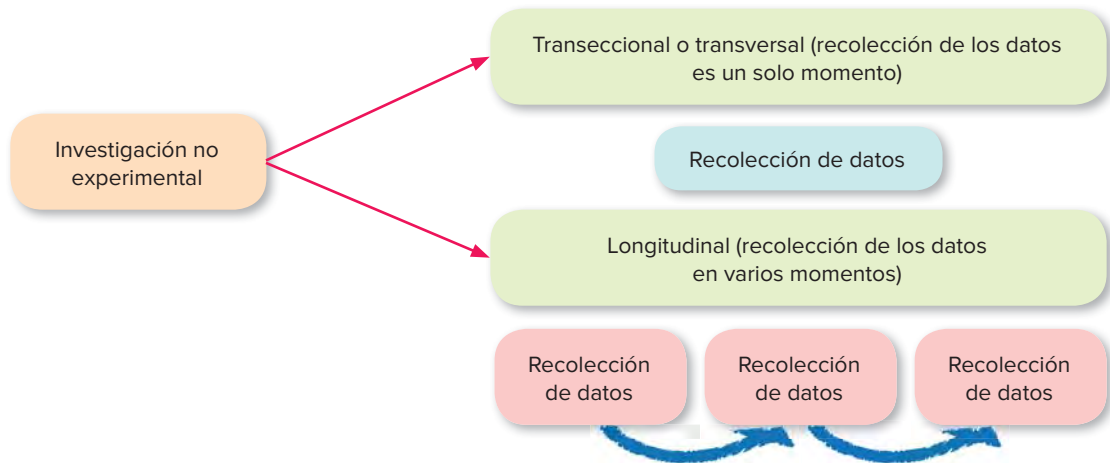 Transeccional o transversal (recolección de los datos
es un solo momento)
Investigación no
experimental
Recolección de datos
Longitudinal (recolección de los datos
en varios momentos)
Recolección
de datos
Recolección
de datos
Recolección
de datos